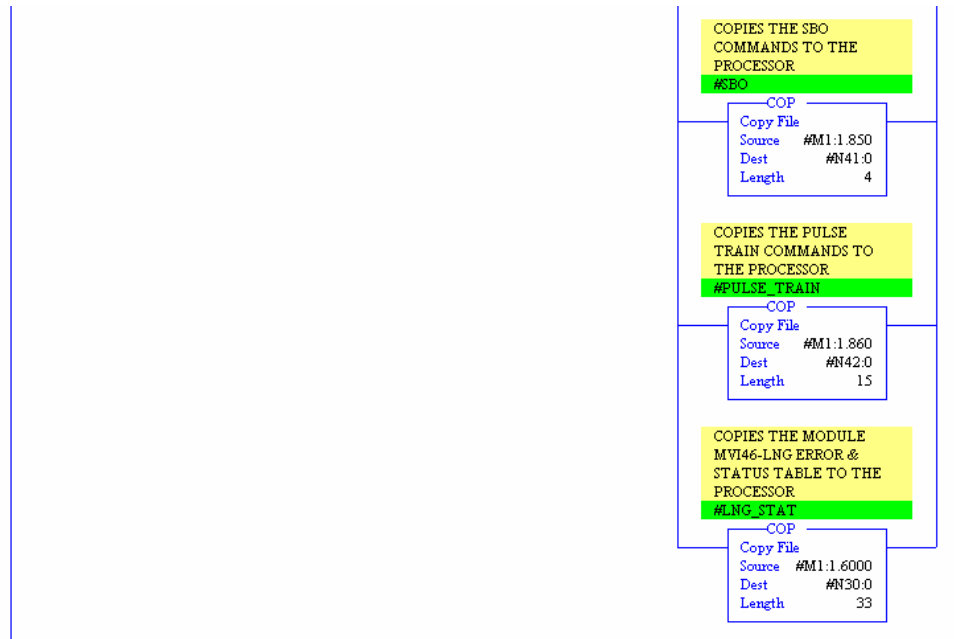 COPIES THE SBO
COMMANDS TO THE
PROCESSOR
#SBO
COP
Copy File
Source #M1:1.850
Dest #N41:0
Length 4
COPIES THE PULSE
TRAIN COMMANDS TO
THE PROCESSOR
#PULSE_TRAIN
COP
Copy File
Source #M1:1.860
Dest #N42:0
Length 15
COPIES THE MODULE
MVI46-LNG ERROR &
STATUS TABLE TO THE
PROCESSOR
#LNG_STAT
COP
Copy File
Source #M1:1.6000
Dest #N30:0
Length 33